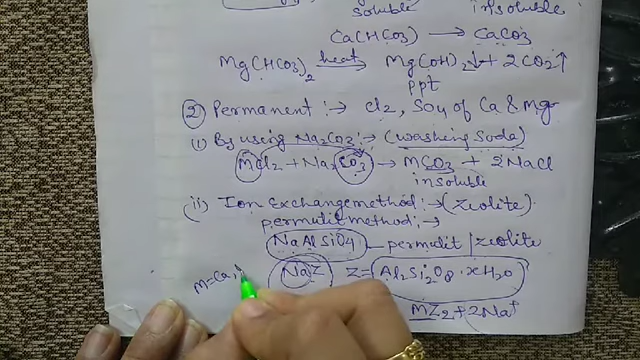 soluble insoluble
Ca(HCO3) → CaCO3
Mg(HCO3)2 heat→ Mg(OH)2↓ + 2CO2↑
ppt
② Permanent :→ Cl2, SO4 of Ca & Mg
(i) By using Na2CO3 :→ (washing soda)
MCl2 + Na2CO3 → MCO3 + 2NaCl
insoluble
(ii) Ion Exchange method :→ (Zeolite).
permutit method :→
NaAlSiO4 — permutit / zeolite
NaZ Z = Al2Si2O8 . xH2O
M=Ca,
MZ2 + 2Na+